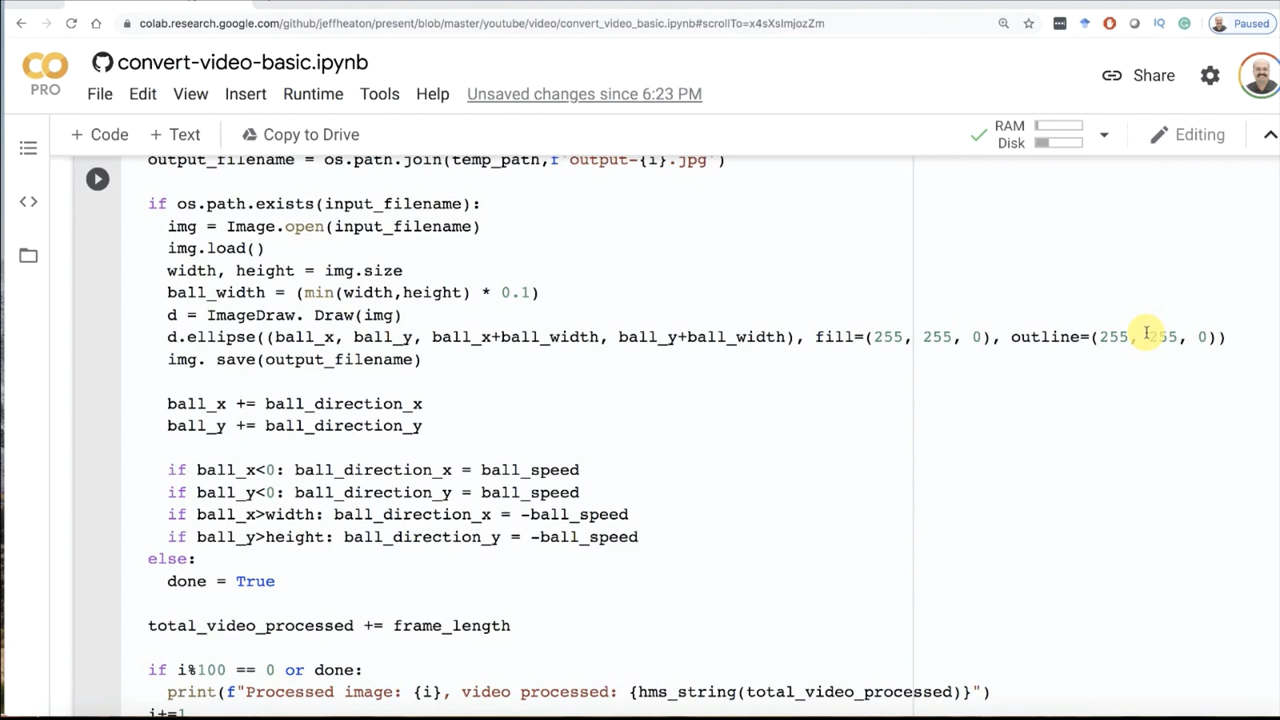 colab.research.google.com/github/jeffheaton/present/blob/master/youtube/video/convert_video_basic.ipynb#scrollTo=x4sXsImjozZm
IQ
Paused
CO
PRO
convert-video-basic.ipynb
Share
File Edit View Insert Runtime Tools Help Unsaved changes since 6:23 PM
+ Code + Text Copy to Drive
RAM
Disk
Editing
output_filename = os.path.join(temp_path,f'output-{i}.jpg')
if os.path.exists(input_filename):
img = Image.open(input_filename)
img.load()
width, height = img.size
ball_width = (min(width,height) * 0.1)
d = ImageDraw. Draw(img)
d.ellipse((ball_x, ball_y, ball_x+ball_width, ball_y+ball_width), fill=(255, 255, 0), outline=(255, 255, 0))
img. save(output_filename)
ball_x += ball_direction_x
ball_y += ball_direction_y
if ball_x<0: ball_direction_x = ball_speed
if ball_y<0: ball_direction_y = ball_speed
if ball_x>width: ball_direction_x = -ball_speed
if ball_y>height: ball_direction_y = -ball_speed
else:
done = True
total_video_processed += frame_length
if i%100 == 0 or done:
print(f"Processed image: {i}, video processed: {hms_string(total_video_processed)}")
i+=1